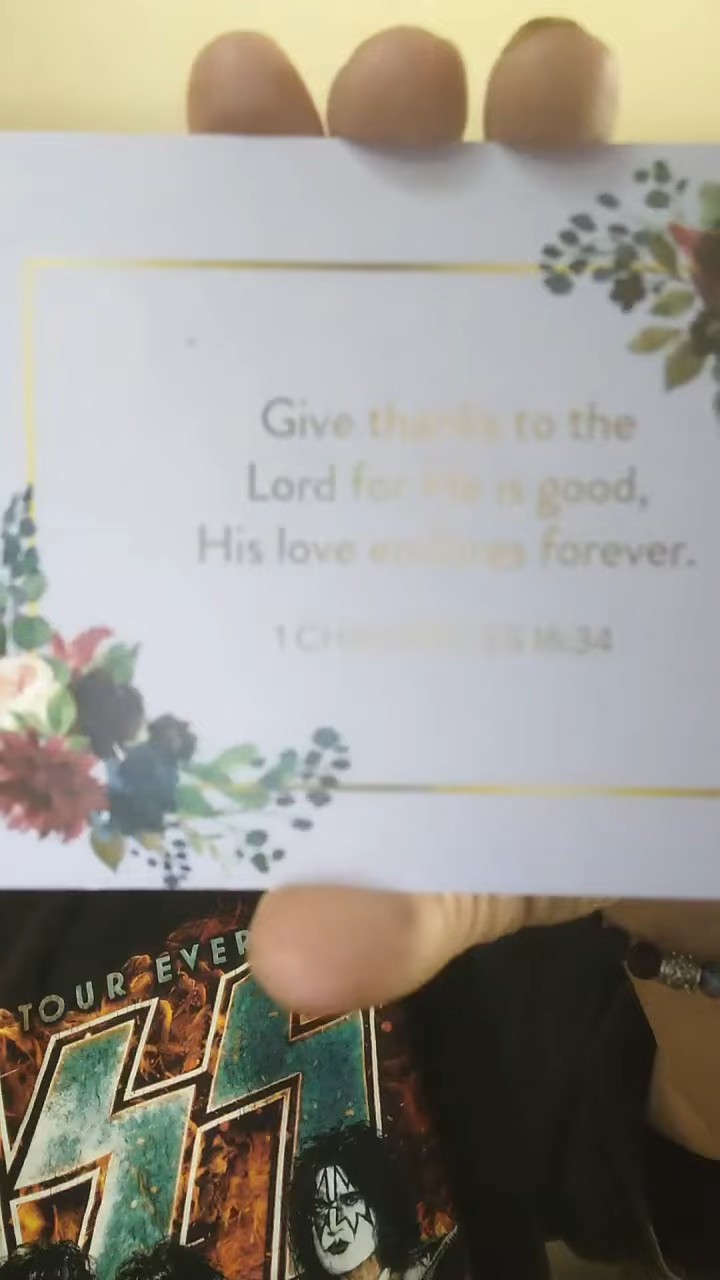 Give thanks to the
Lord for He is good,
His love endures forever.
1 CHRONICLES 16:34
TOUR EVER
SS